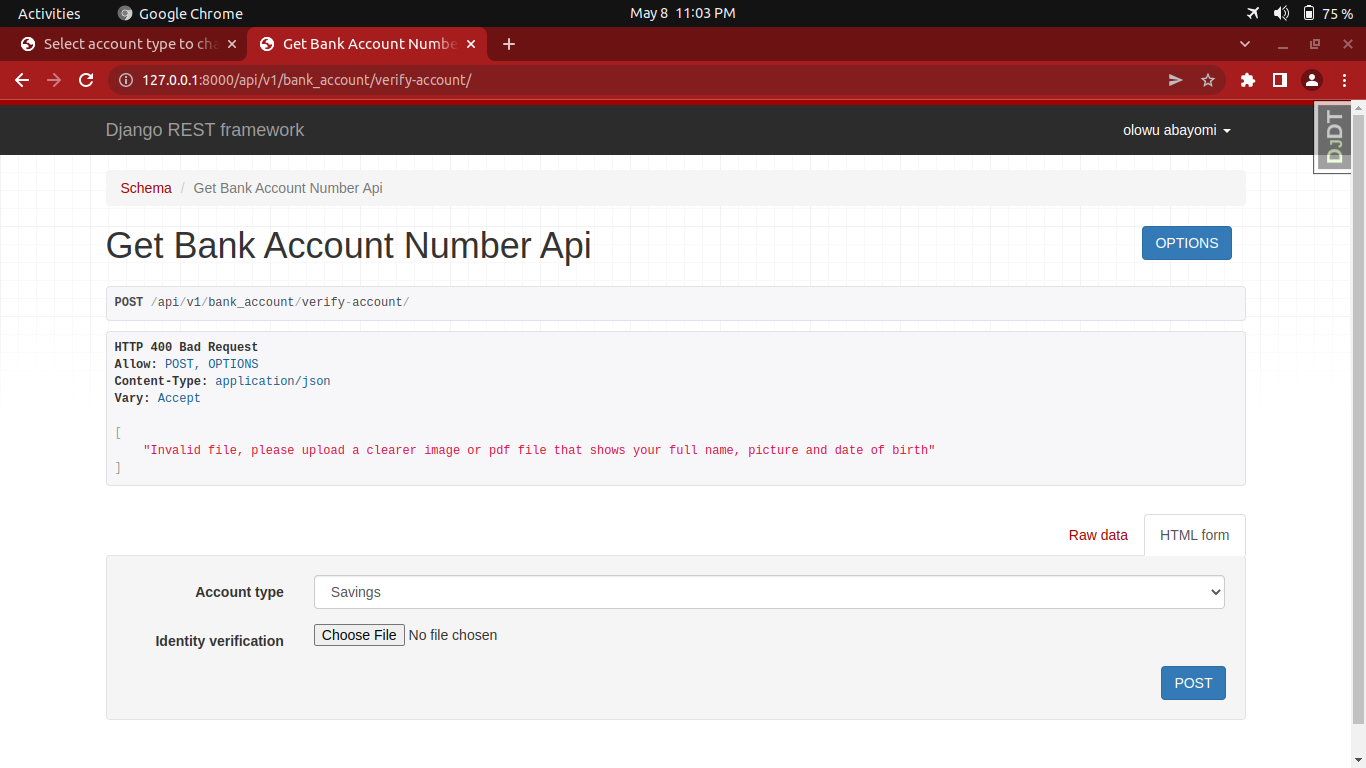 Activities Google Chrome May 8 11:03 PM 75 %
Select account type to cha Get Bank Account Numbe
127.0.0.1:8000/api/v1/bank_account/verify-account/
Django REST framework olowu abayomi
DJDT
Schema / Get Bank Account Number Api
Get Bank Account Number Api OPTIONS
POST /api/v1/bank_account/verify-account/
HTTP 400 Bad Request
Allow: POST, OPTIONS
Content-Type: application/json
Vary: Accept
[
"Invalid file, please upload a clearer image or pdf file that shows your full name, picture and date of birth"
]
Raw data HTML form
Account type Savings
Identity verification Choose File No file chosen
POST